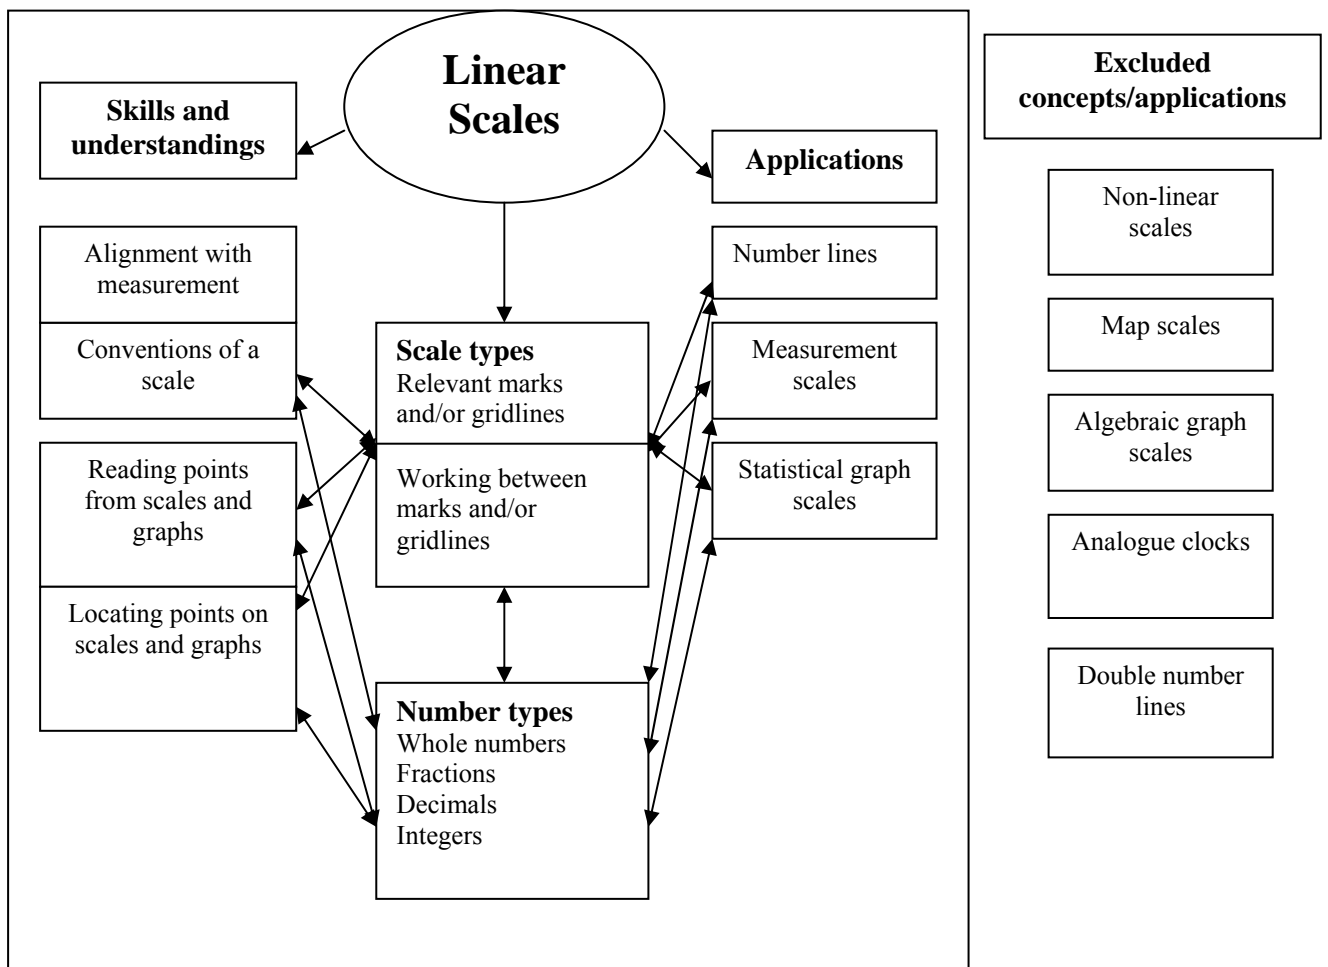 Linear
Scales
Skills and
understandings
Applications
Alignment with
measurement
Conventions of a
scale
Reading points
from scales and
graphs
Locating points on
scales and graphs
Scale types
Relevant marks
and/or gridlines
Working between
marks and/or
gridlines
Number types
Whole numbers
Fractions
Decimals
Integers
Number lines
Measurement
scales
Statistical graph
scales
Excluded
concepts/applications
Non-linear
scales
Map scales
Algebraic graph
scales
Analogue clocks
Double number
lines